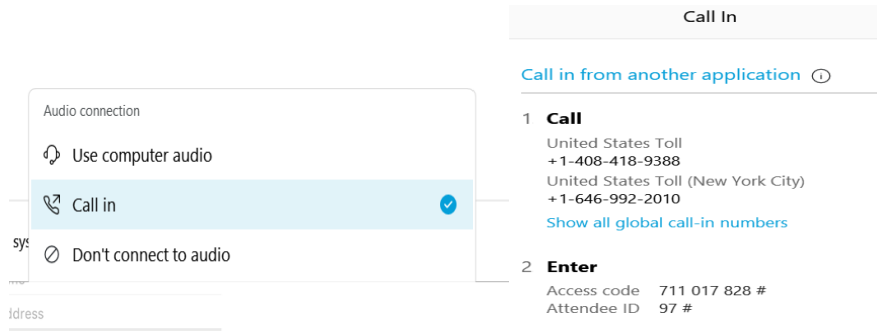 Audio connection
Use computer audio
Call in
Don't connect to audio
sys
ddress
Call In
Call in from another application
1 Call
United States Toll
+1-408-418-9388
United States Toll (New York City)
+1-646-992-2010
Show all global call-in numbers
2 Enter
Access code 711 017 828 #
Attendee ID 97 #